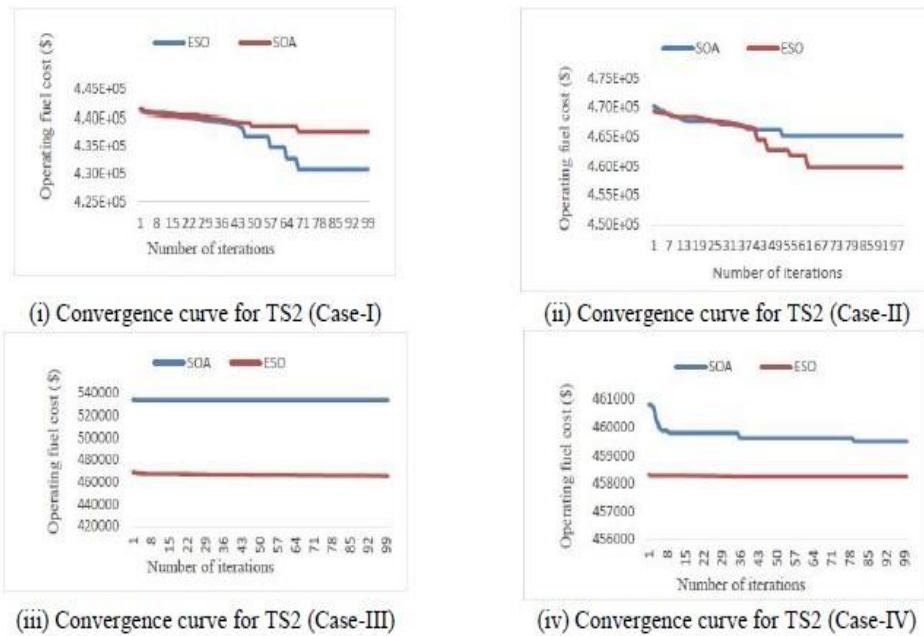 ESO SOA
Operating fuel cost ($)
4.45E+05
4.40E+05
4.35E+05
4.30E+05
4.25E+05
1 8 15 22 29 36 43 50 57 64 71 78 85 92 99
Number of iterations
(i) Convergence curve for TS2 (Case-I)
SOA ESO
Operating fuel cost ($)
4.75E+05
4.70E+05
4.65E+05
4.60E+05
4.55E+05
4.50E+05
1 7 13 19 25 31 37 43 49 55 61 67 73 79 85 91 97
Number of iterations
(ii) Convergence curve for TS2 (Case-II)
SOA ESO
Operating fuel cost ($)
540000
520000
500000
480000
460000
440000
420000
1 8 15 22 29 36 43 50 57 64 71 78 85 92 99
Number of iterations
(iii) Convergence curve for TS2 (Case-III)
SOA ESO
Operating fuel cost ($)
461000
460000
459000
458000
457000
456000
1 8 15 22 29 36 43 50 57 64 71 78 85 92 99
Number of iterations
(iv) Convergence curve for TS2 (Case-IV)